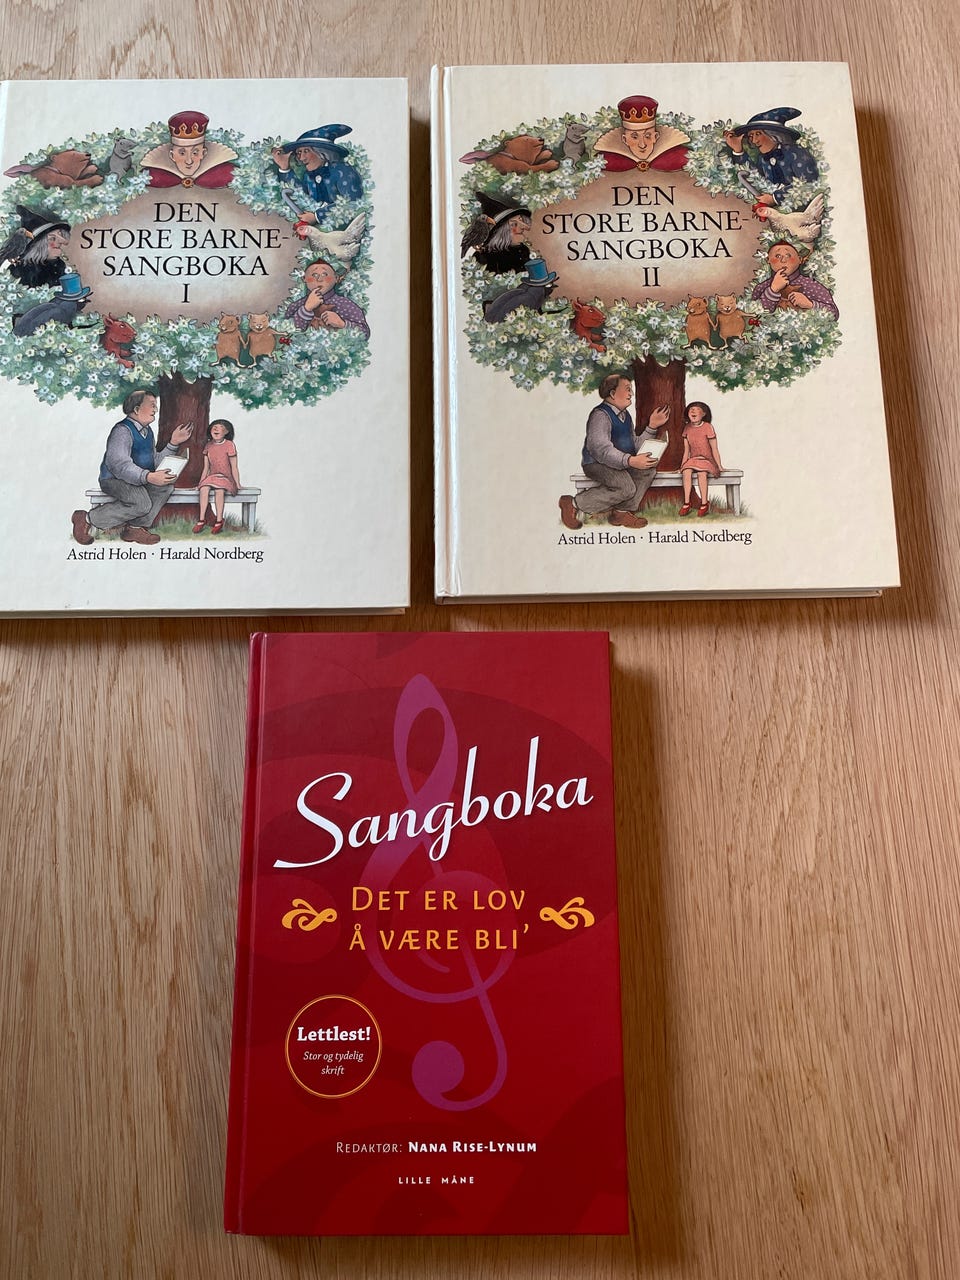 DEN
STORE BARNE-
SANGBOKA
I
Astrid Holen · Harald Nordberg
DEN
STORE BARNE-
SANGBOKA
II
Astrid Holen · Harald Nordberg
Sangboka
DET ER LOV
Å VÆRE BLI’
Lettlest!
Stor og tydelig
skrift
REDAKTØR: NANA RISE-LYNUM
LILLE MÅNE